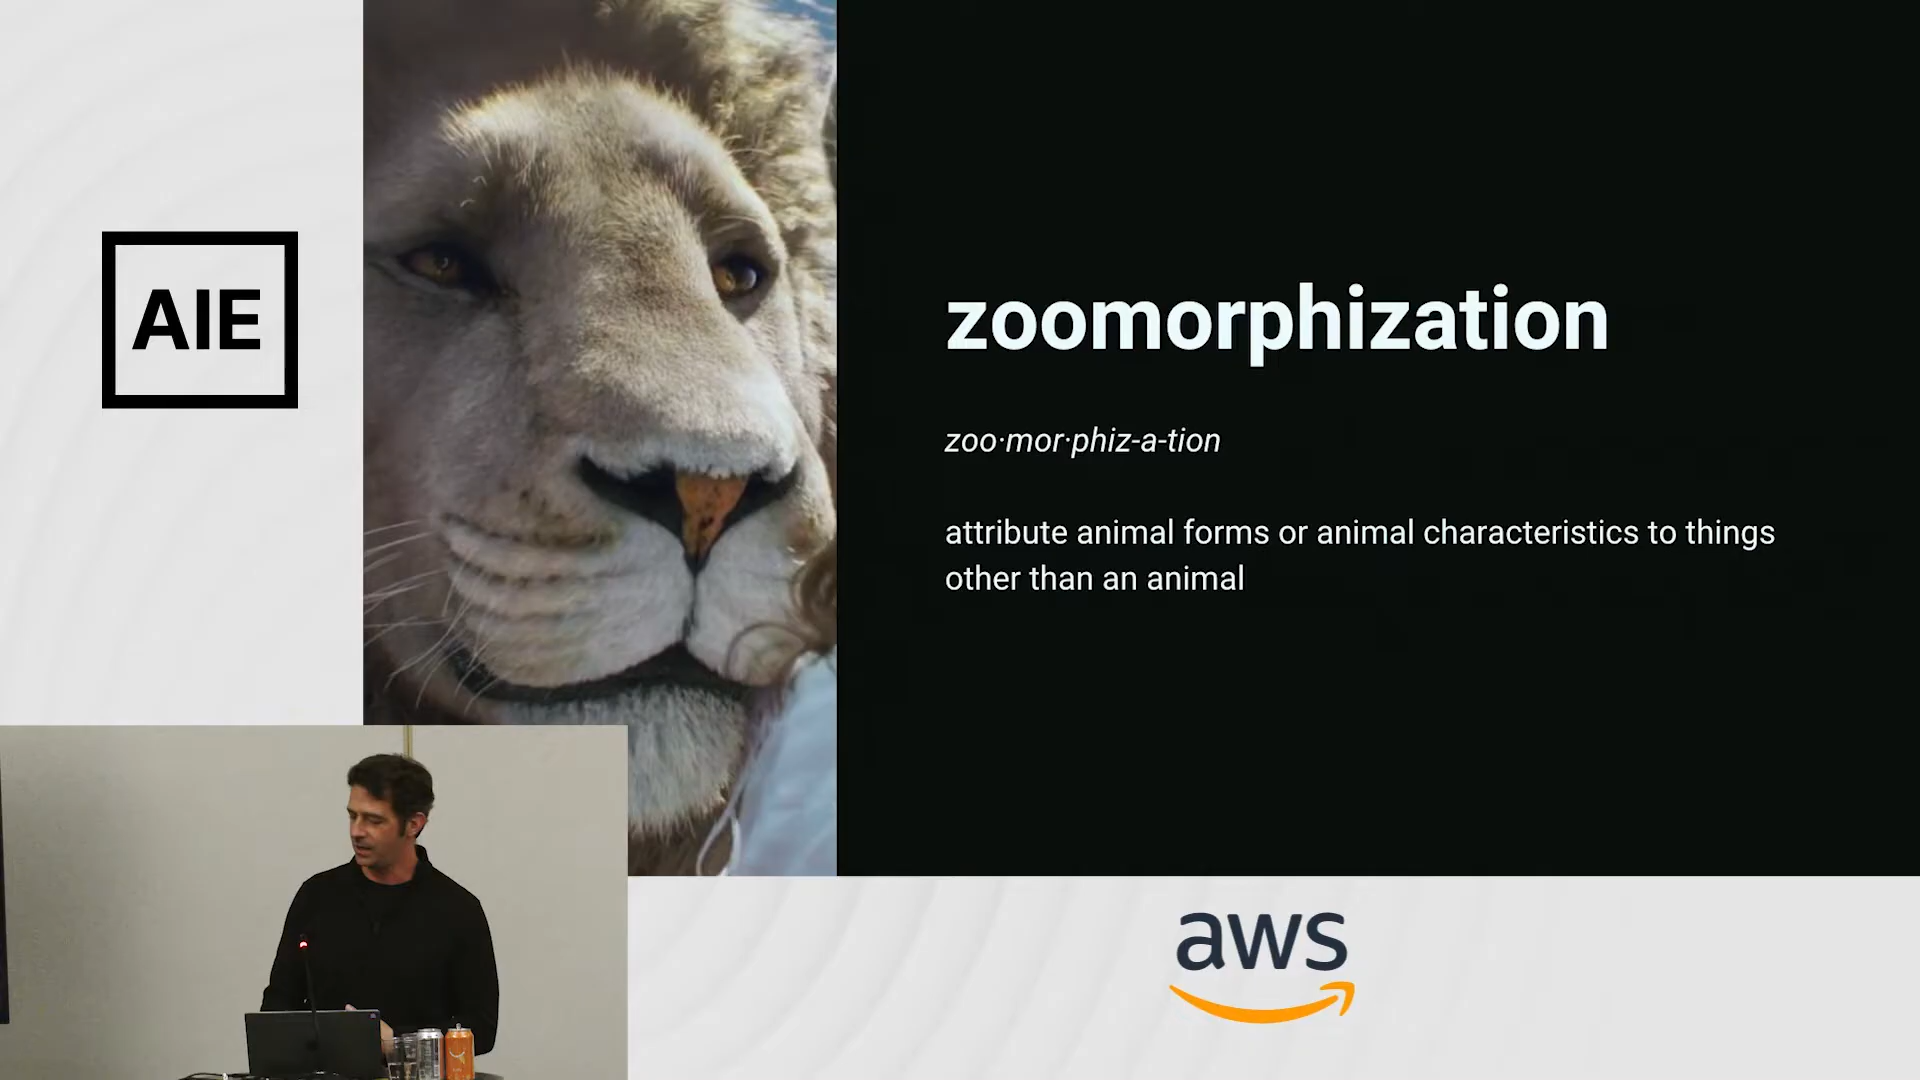 AIE
zoomorphization
zoo·mor·phiz-a-tion
attribute animal forms or animal characteristics to things
other than an animal
aws